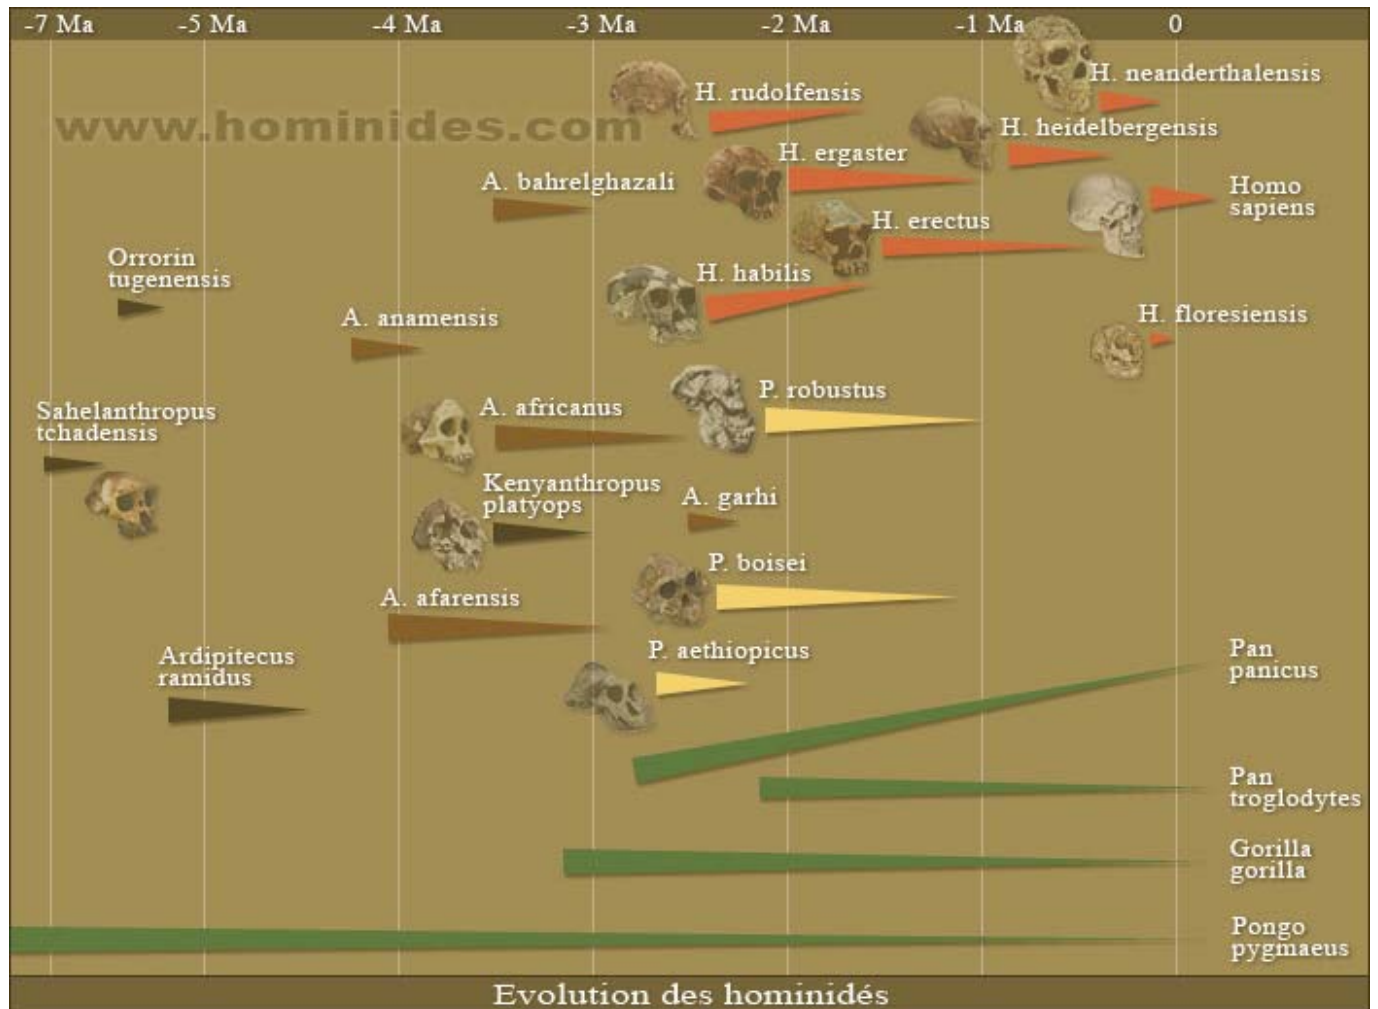 -7 Ma -5 Ma -4 Ma -3 Ma -2 Ma -1 Ma 0
H. neanderthalensis
H. rudolfensis
www.hominides.com
H. heidelbergensis
H. ergaster
A. bahrelghazali
Homo
sapiens
H. erectus
Orrorin
tugenensis
H. habilis
A. anamensis
H. floresiensis
P. robustus
Sahelanthropus
tchadensis
A. africanus
Kenyanthropus
platyops
A. garhi
P. boisei
A. afarensis
Ardipitecus
ramidus
P. aethiopicus
Pan
panicus
Pan
troglodytes
Gorilla
gorilla
Pongo
pygmaeus
Evolution des hominidés